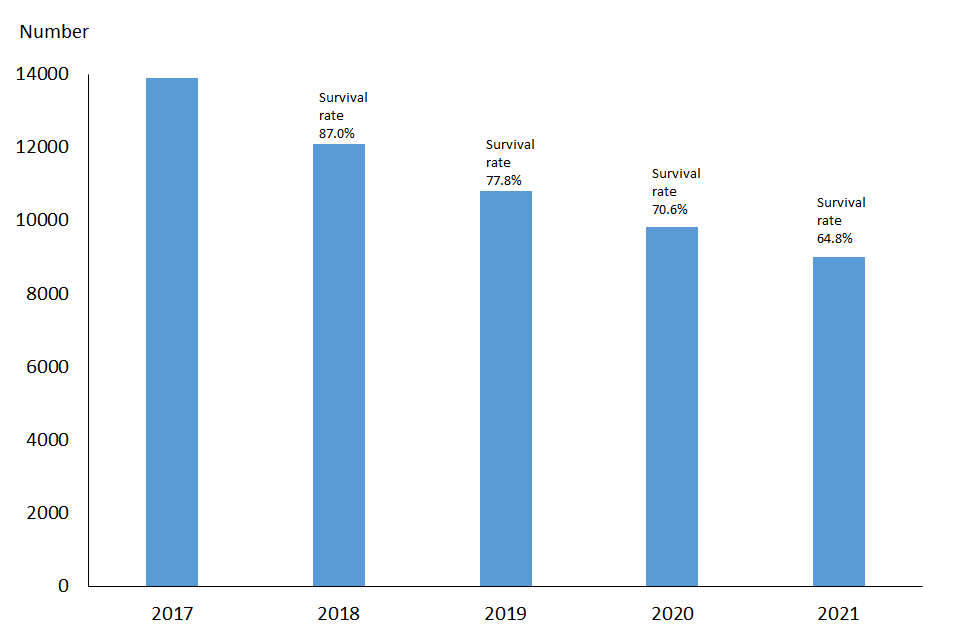 Number
14000
12000
10000
8000
6000
4000
2000
0
Survival
rate
87.0%
Survival
rate
77.8%
Survival
rate
70.6%
Survival
rate
64.8%
2017 2018 2019 2020 2021